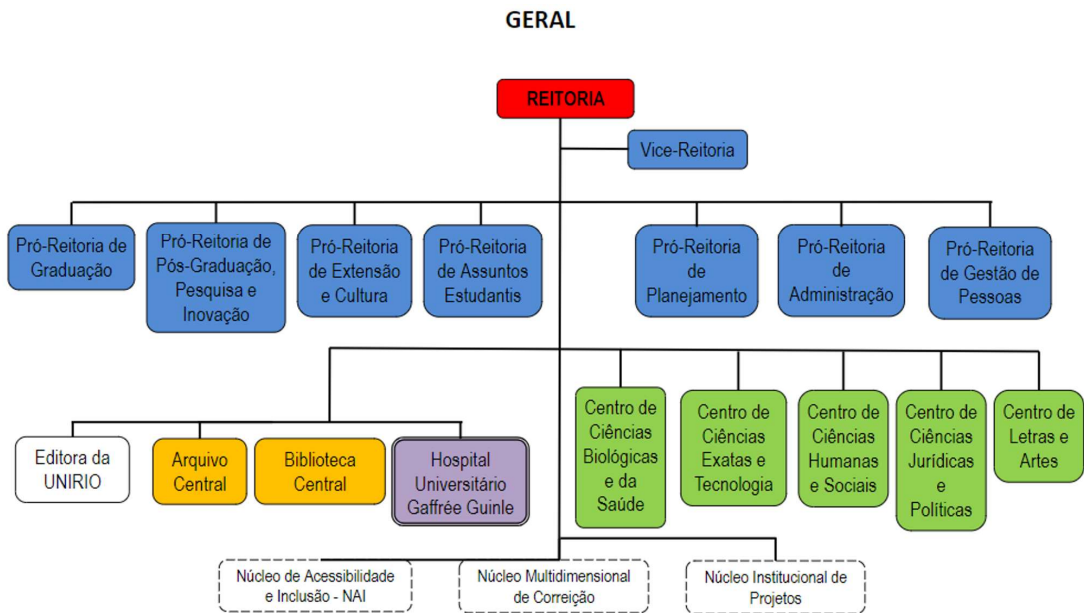 GERAL
REITORIA
Vice-Reitoria
Pró-Reitoria de
Graduação
Pró-Reitoria de
Pós-Graduação,
Pesquisa e
Inovação
Pró-Reitoria
de Extensão
e Cultura
Pró-Reitoria
de Assuntos
Estudantis
Pró-Reitoria
de
Planejamento
Pró-Reitoria
de
Administração
Pró-Reitoria
de Gestão de
Pessoas
Editora da
UNIRIO
Arquivo
Central
Biblioteca
Central
Hospital
Universitário
Gaffrée Guinle
Centro de
Ciências
Biológicas
e da
Saúde
Centro de
Ciências
Exatas e
Tecnologia
Centro de
Ciências
Humanas
e Sociais
Centro de
Ciências
Jurídicas
e
Políticas
Centro de
Letras e
Artes
Núcleo de Acessibilidade
e Inclusão - NAI
Núcleo Multidimensional
de Correição
Núcleo Institucional de
Projetos